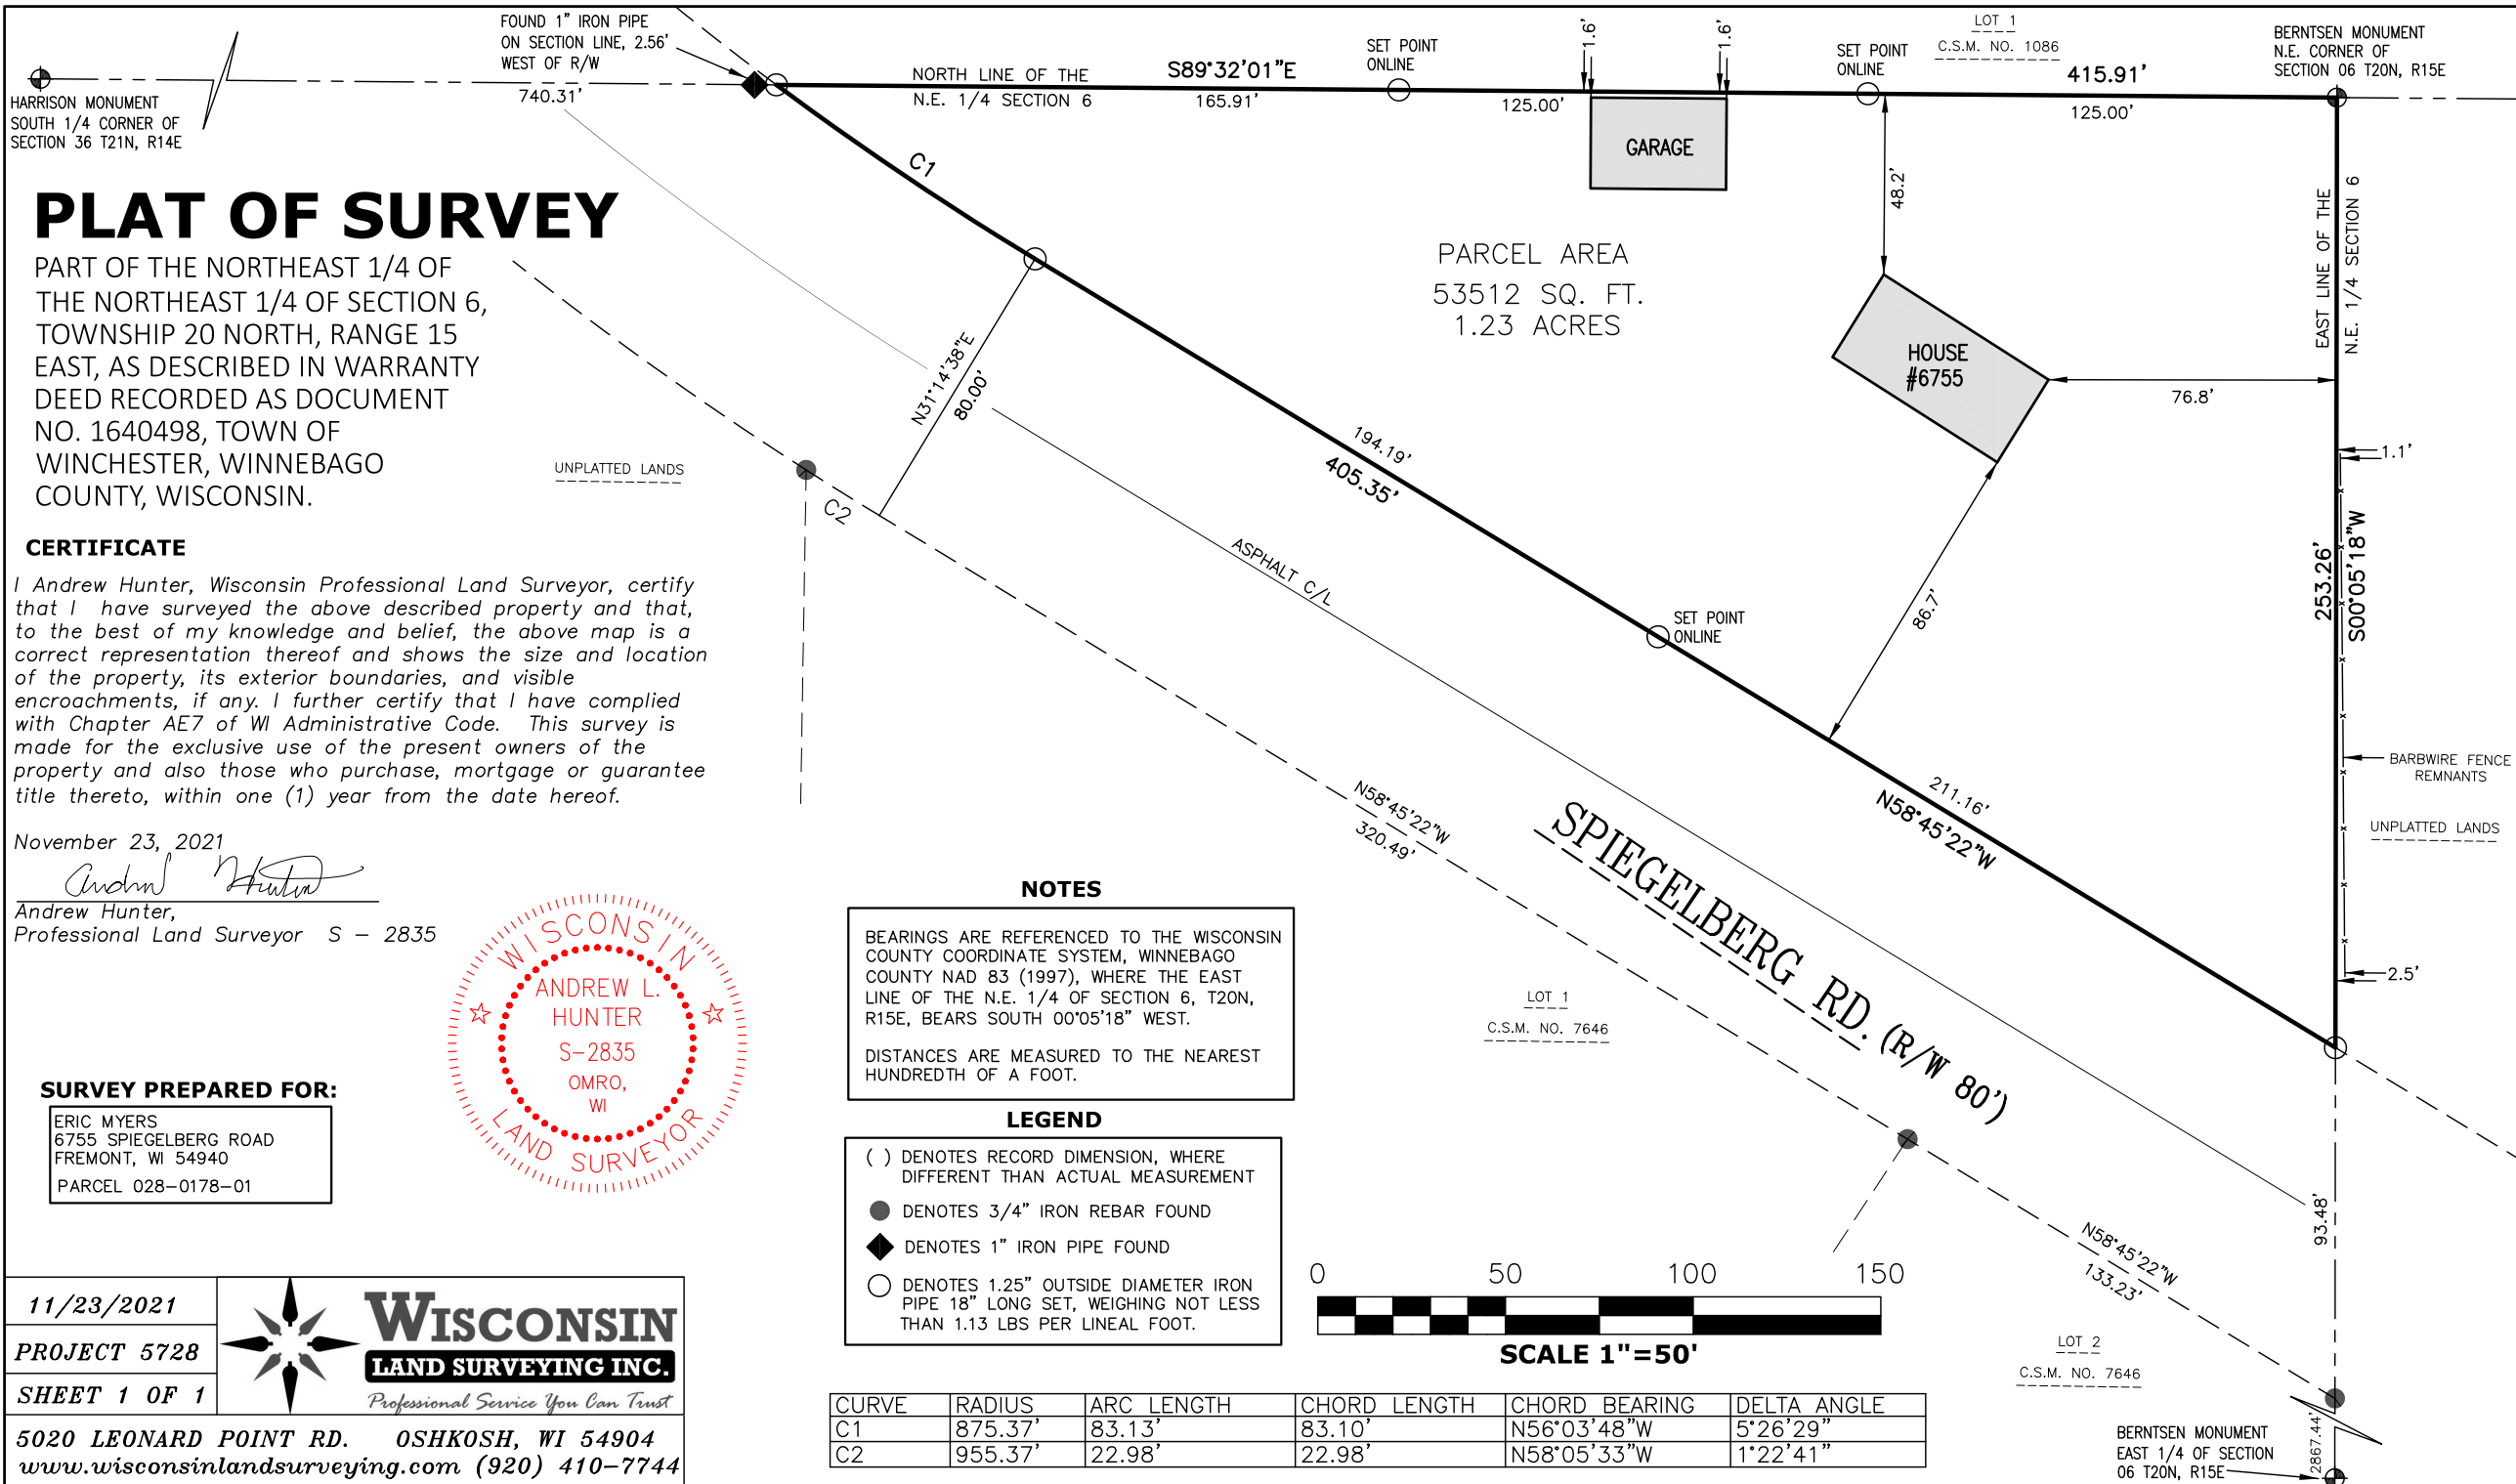 FOUND 1" IRON PIPE
ON SECTION LINE, 2.56'
WEST OF R/W
HARRISON MONUMENT
SOUTH 1/4 CORNER OF
SECTION 36 T21N, R14E
740.31'
NORTH LINE OF THE
N.E. 1/4 SECTION 6
S89°32'01"E
165.91'
SET POINT
ONLINE
125.00'
1.6'
1.6'
GARAGE
SET POINT
ONLINE
LOT 1
C.S.M. NO. 1086
415.91'
125.00'
BERNTSEN MONUMENT
N.E. CORNER OF
SECTION 06 T20N, R15E
PLAT OF SURVEY
PART OF THE NORTHEAST 1/4 OF
THE NORTHEAST 1/4 OF SECTION 6,
TOWNSHIP 20 NORTH, RANGE 15
EAST, AS DESCRIBED IN WARRANTY
DEED RECORDED AS DOCUMENT
NO. 1640498, TOWN OF
WINCHESTER, WINNEBAGO
COUNTY, WISCONSIN.
C1
48.2'
PARCEL AREA
53512 SQ. FT.
1.23 ACRES
HOUSE
#6755
76.8'
EAST LINE OF THE
N.E. 1/4 SECTION 6
N31°14'38"E
80.00'
UNPLATTED LANDS
C2
194.19'
405.35'
ASPHALT C/L
SET POINT
ONLINE
86.7'
1.1'
253.26'
S00°05'18"W
BARBWIRE FENCE
REMNANTS
UNPLATTED LANDS
2.5'
211.16'
N58°45'22"W
N58°45'22"W
320.49'
SPIEGELBERG RD. (R/W 80')
LOT 1
C.S.M. NO. 7646
93.48'
N58°45'22"W
133.23'
LOT 2
C.S.M. NO. 7646
2867.44'
BERNTSEN MONUMENT
EAST 1/4 OF SECTION
06 T20N, R15E
CERTIFICATE
I Andrew Hunter, Wisconsin Professional Land Surveyor, certify
that I have surveyed the above described property and that,
to the best of my knowledge and belief, the above map is a
correct representation thereof and shows the size and location
of the property, its exterior boundaries, and visible
encroachments, if any. I further certify that I have complied
with Chapter AE7 of WI Administrative Code. This survey is
made for the exclusive use of the present owners of the
property and also those who purchase, mortgage or guarantee
title thereto, within one (1) year from the date hereof.
November 23, 2021
Andrew Hunter
Andrew Hunter,
Professional Land Surveyor S - 2835
WISCONSIN
ANDREW L.
HUNTER
S-2835
OMRO,
WI
LAND SURVEYOR
SURVEY PREPARED FOR:
ERIC MYERS
6755 SPIEGELBERG ROAD
FREMONT, WI 54940
PARCEL 028-0178-01
NOTES
BEARINGS ARE REFERENCED TO THE WISCONSIN
COUNTY COORDINATE SYSTEM, WINNEBAGO
COUNTY NAD 83 (1997), WHERE THE EAST
LINE OF THE N.E. 1/4 OF SECTION 6, T20N,
R15E, BEARS SOUTH 00°05'18" WEST.
DISTANCES ARE MEASURED TO THE NEAREST
HUNDREDTH OF A FOOT.
LEGEND
( ) DENOTES RECORD DIMENSION, WHERE
DIFFERENT THAN ACTUAL MEASUREMENT
DENOTES 3/4" IRON REBAR FOUND
DENOTES 1" IRON PIPE FOUND
DENOTES 1.25" OUTSIDE DIAMETER IRON
PIPE 18" LONG SET, WEIGHING NOT LESS
THAN 1.13 LBS PER LINEAL FOOT.
0 50 100 150
SCALE 1"=50'
11/23/2021
PROJECT 5728
SHEET 1 OF 1
WISCONSIN
LAND SURVEYING INC.
Professional Service You Can Trust
5020 LEONARD POINT RD. OSHKOSH, WI 54904
www.wisconsinlandsurveying.com (920) 410-7744
CURVE RADIUS ARC LENGTH CHORD LENGTH CHORD BEARING DELTA ANGLE
C1 875.37' 83.13' 83.10' N56°03'48"W 5°26'29"
C2 955.37' 22.98' 22.98' N58°05'33"W 1°22'41"